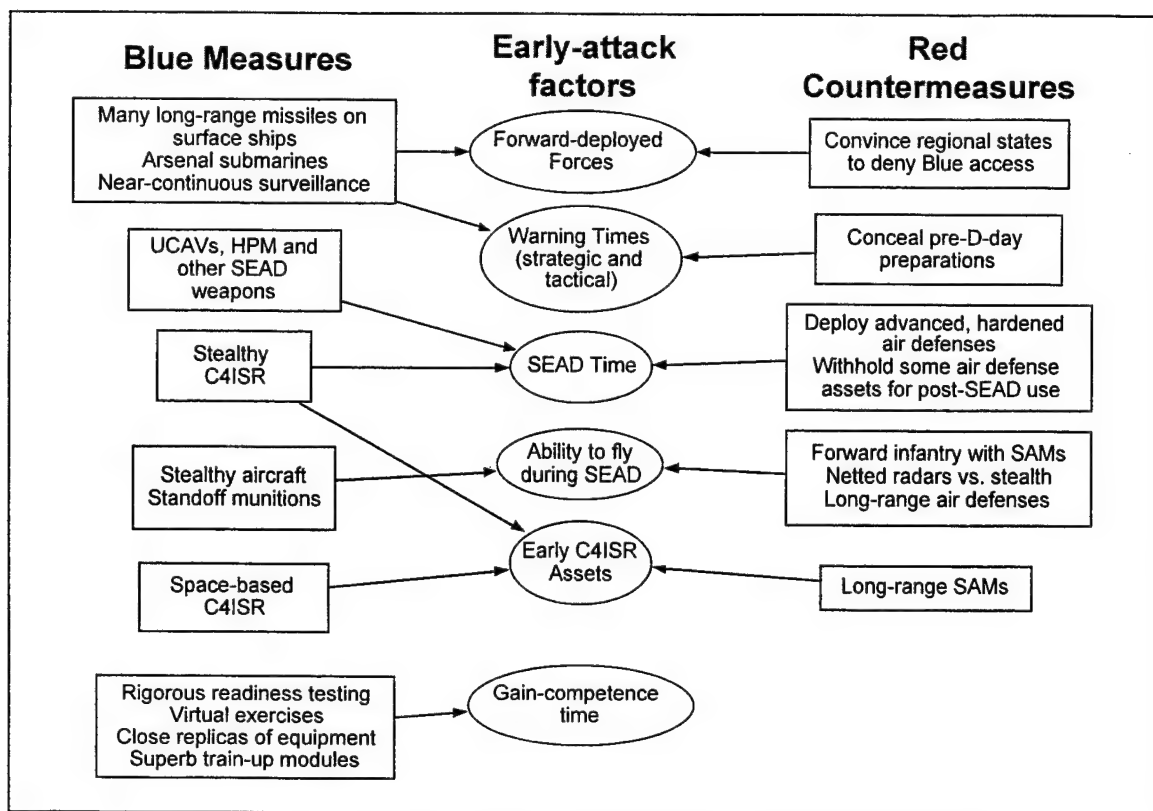 Blue Measures
Early-attack
factors
Red
Countermeasures
Many long-range missiles on
surface ships
Arsenal submarines
Near-continuous surveillance
Forward-deployed
Forces
Convince regional states
to deny Blue access
UCAVs, HPM and
other SEAD
weapons
Warning Times
(strategic and
tactical)
Conceal pre-D-day
preparations
Stealthy
C4ISR
SEAD Time
Deploy advanced, hardened
air defenses
Withhold some air defense
assets for post-SEAD use
Stealthy aircraft
Standoff munitions
Ability to fly
during SEAD
Forward infantry with SAMs
Netted radars vs. stealth
Long-range air defenses
Space-based
C4ISR
Early C4ISR
Assets
Long-range SAMs
Rigorous readiness testing
Virtual exercises
Close replicas of equipment
Superb train-up modules
Gain-competence
time